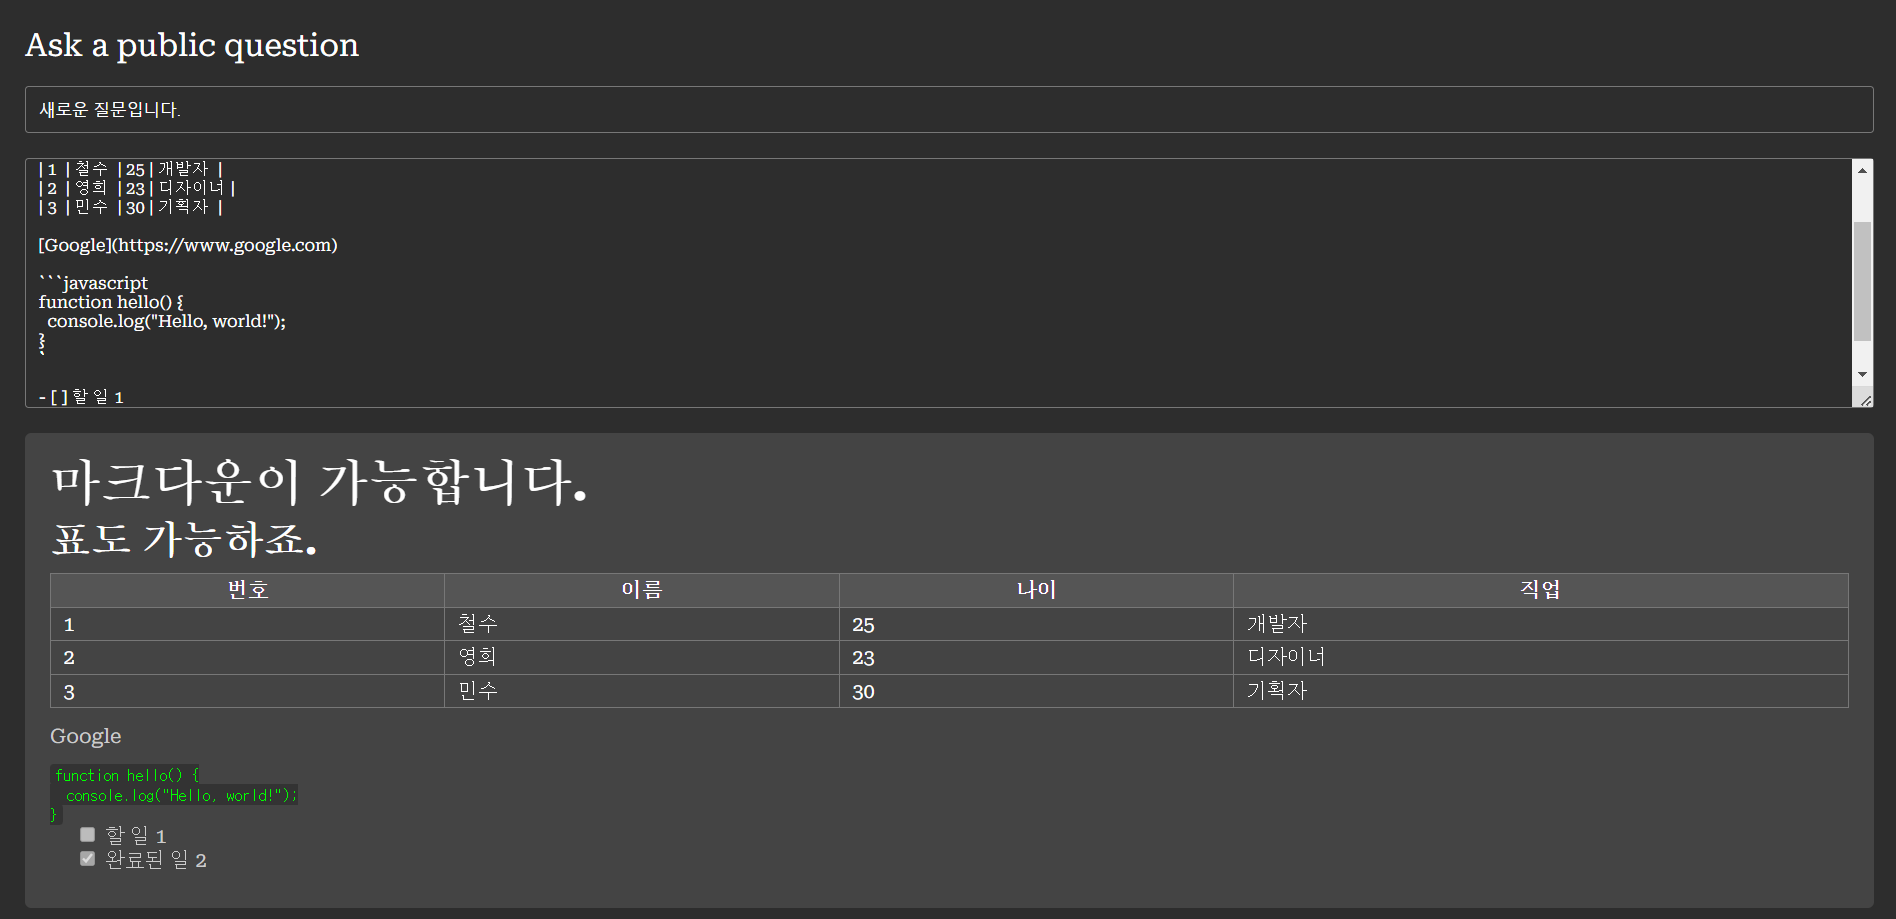 Ask a public question
새로운 질문입니다.
| 1 | 철수 | 25 | 개발자 |
| 2 | 영희 | 23 | 디자이너 |
| 3 | 민수 | 30 | 기획자 |
[Google](https://www.google.com)
```javascript
function hello() {
  console.log("Hello, world!");
}
`
- [ ] 할 일 1
마크다운이 가능합니다.
표도 가능하죠.
번호 이름 나이 직업
1 철수 25 개발자
2 영희 23 디자이너
3 민수 30 기획자
Google
function hello() {
  console.log("Hello, world!");
}
할 일 1
완료된 일 2